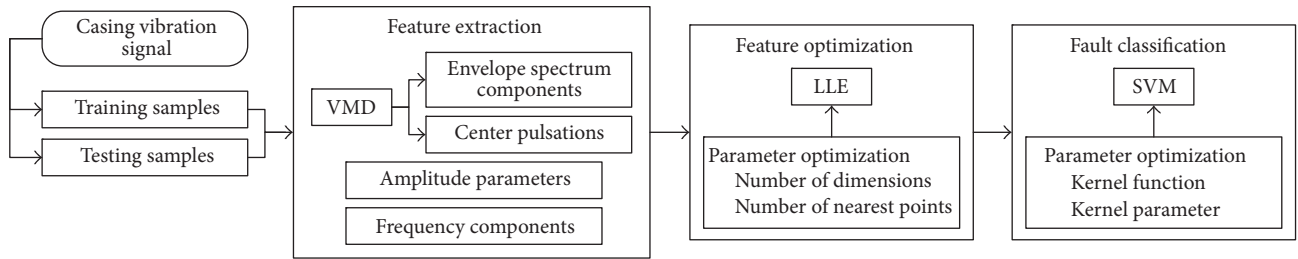 Casing vibration
signal
Training samples
Testing samples
Feature extraction
VMD
Envelope spectrum
components
Center pulsations
Amplitude parameters
Frequency components
Feature optimization
LLE
Parameter optimization
Number of dimensions
Number of nearest points
Fault classification
SVM
Parameter optimization
Kernel function
Kernel parameter